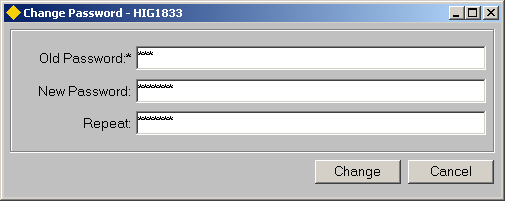 Change Password - HIG1833
Old Password:* ***
New Password: *******
Repeat: *******
Change Cancel